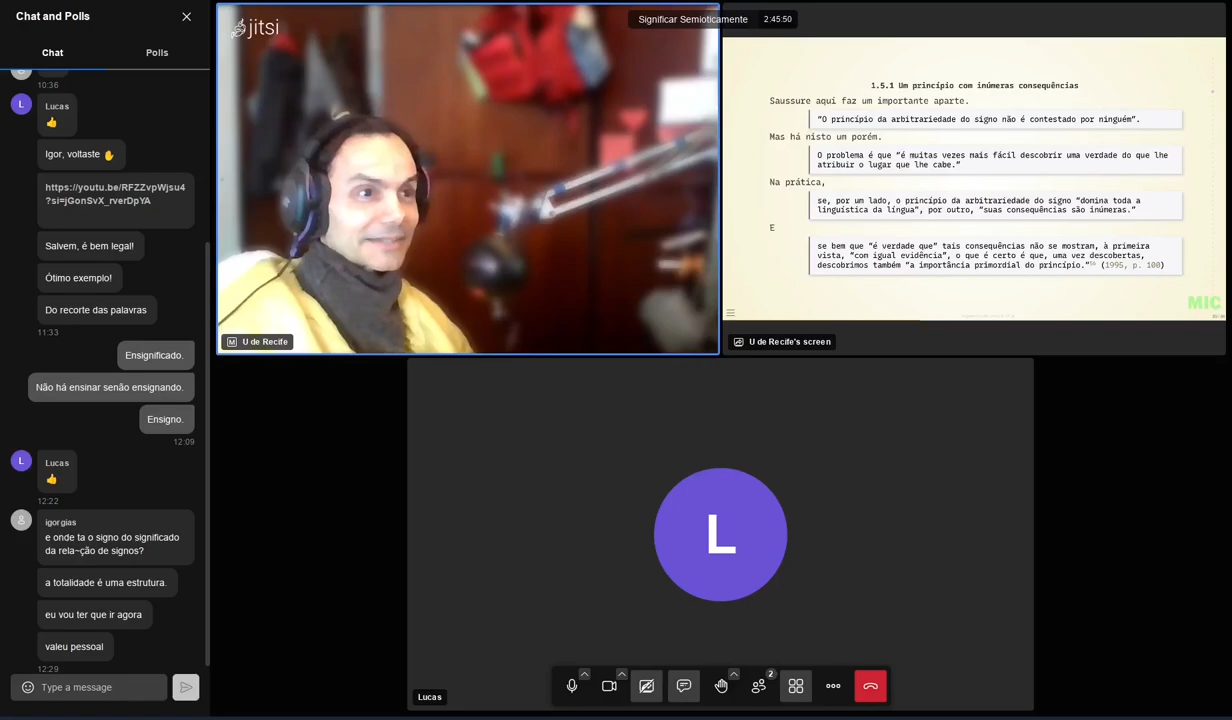 Chat and Polls
Chat
Polls
10:36
L
Lucas
👍
Igor, voltaste ✋
https://youtu.be/RFZZvpWjsu4
?si=jGonSvX_rverDpYA
Salvem, é bem legal!
Ótimo exemplo!
Do recorte das palavras
11:33
Ensignificado.
Não há ensinar senão ensignando.
Ensigno.
12:09
L
Lucas
👍
12:22
igorgias
e onde ta o signo do significado
da rela~ção de signos?
a totalidade é uma estrutura.
eu vou ter que ir agora
valeu pessoal
12:29
Type a message
jitsi
Significar Semioticamente
2:45:50
M
U de Recife
1.5.1 Um princípio com inúmeras consequências
Saussure aqui faz um importante aparte.
“O princípio da arbitrariedade do signo não é contestado por ninguém”.
Mas há nisto um porém.
O problema é que “é muitas vezes mais fácil descobrir uma verdade do que lhe
atribuir o lugar que lhe cabe.”
Na prática,
se, por um lado, o princípio da arbitrariedade do signo “domina toda a
linguística da língua”, por outro, “suas consequências são inúmeras.”
E
se bem que “é verdade que” tais consequências não se mostram, à primeira
vista, “com igual evidência”, o que é certo é que, uma vez descobertas,
descobrimos também “a importância primordial do princípio.” (1995, p. 100)
MIC
U de Recife's screen
L
Lucas
2